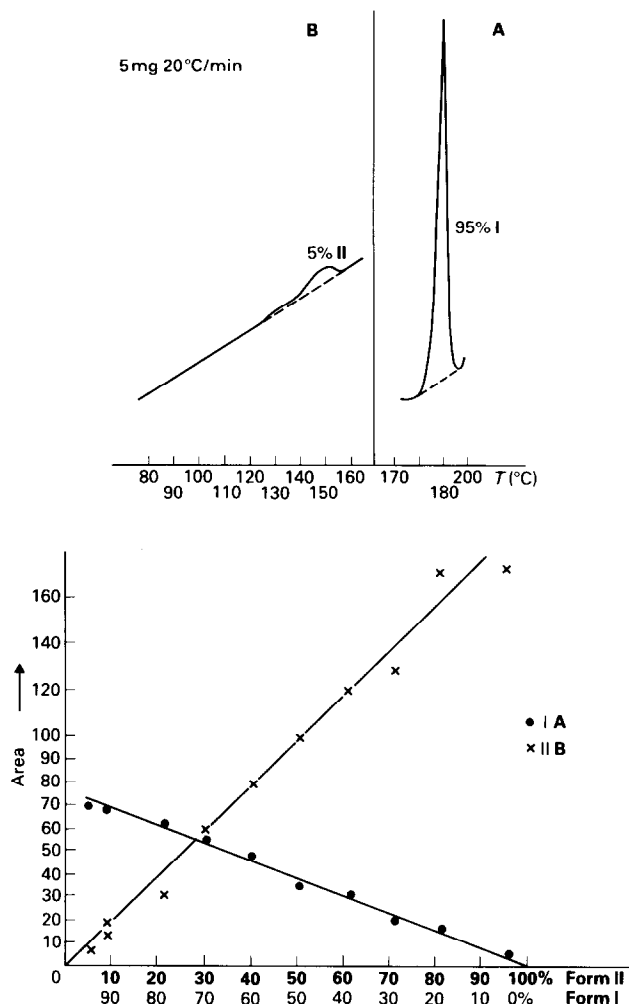 B A
5 mg 20°C/min
95% I
5% II
80 100 120 140 160 170 200 T (°C)
90 110 130 150 180
160
140
120
100
90
80
70
60
50
40
30
20
10
Area
I A
II B
0 10 20 30 40 50 60 70 80 90 100% Form II
90 80 70 60 50 40 30 20 10 0% Form I